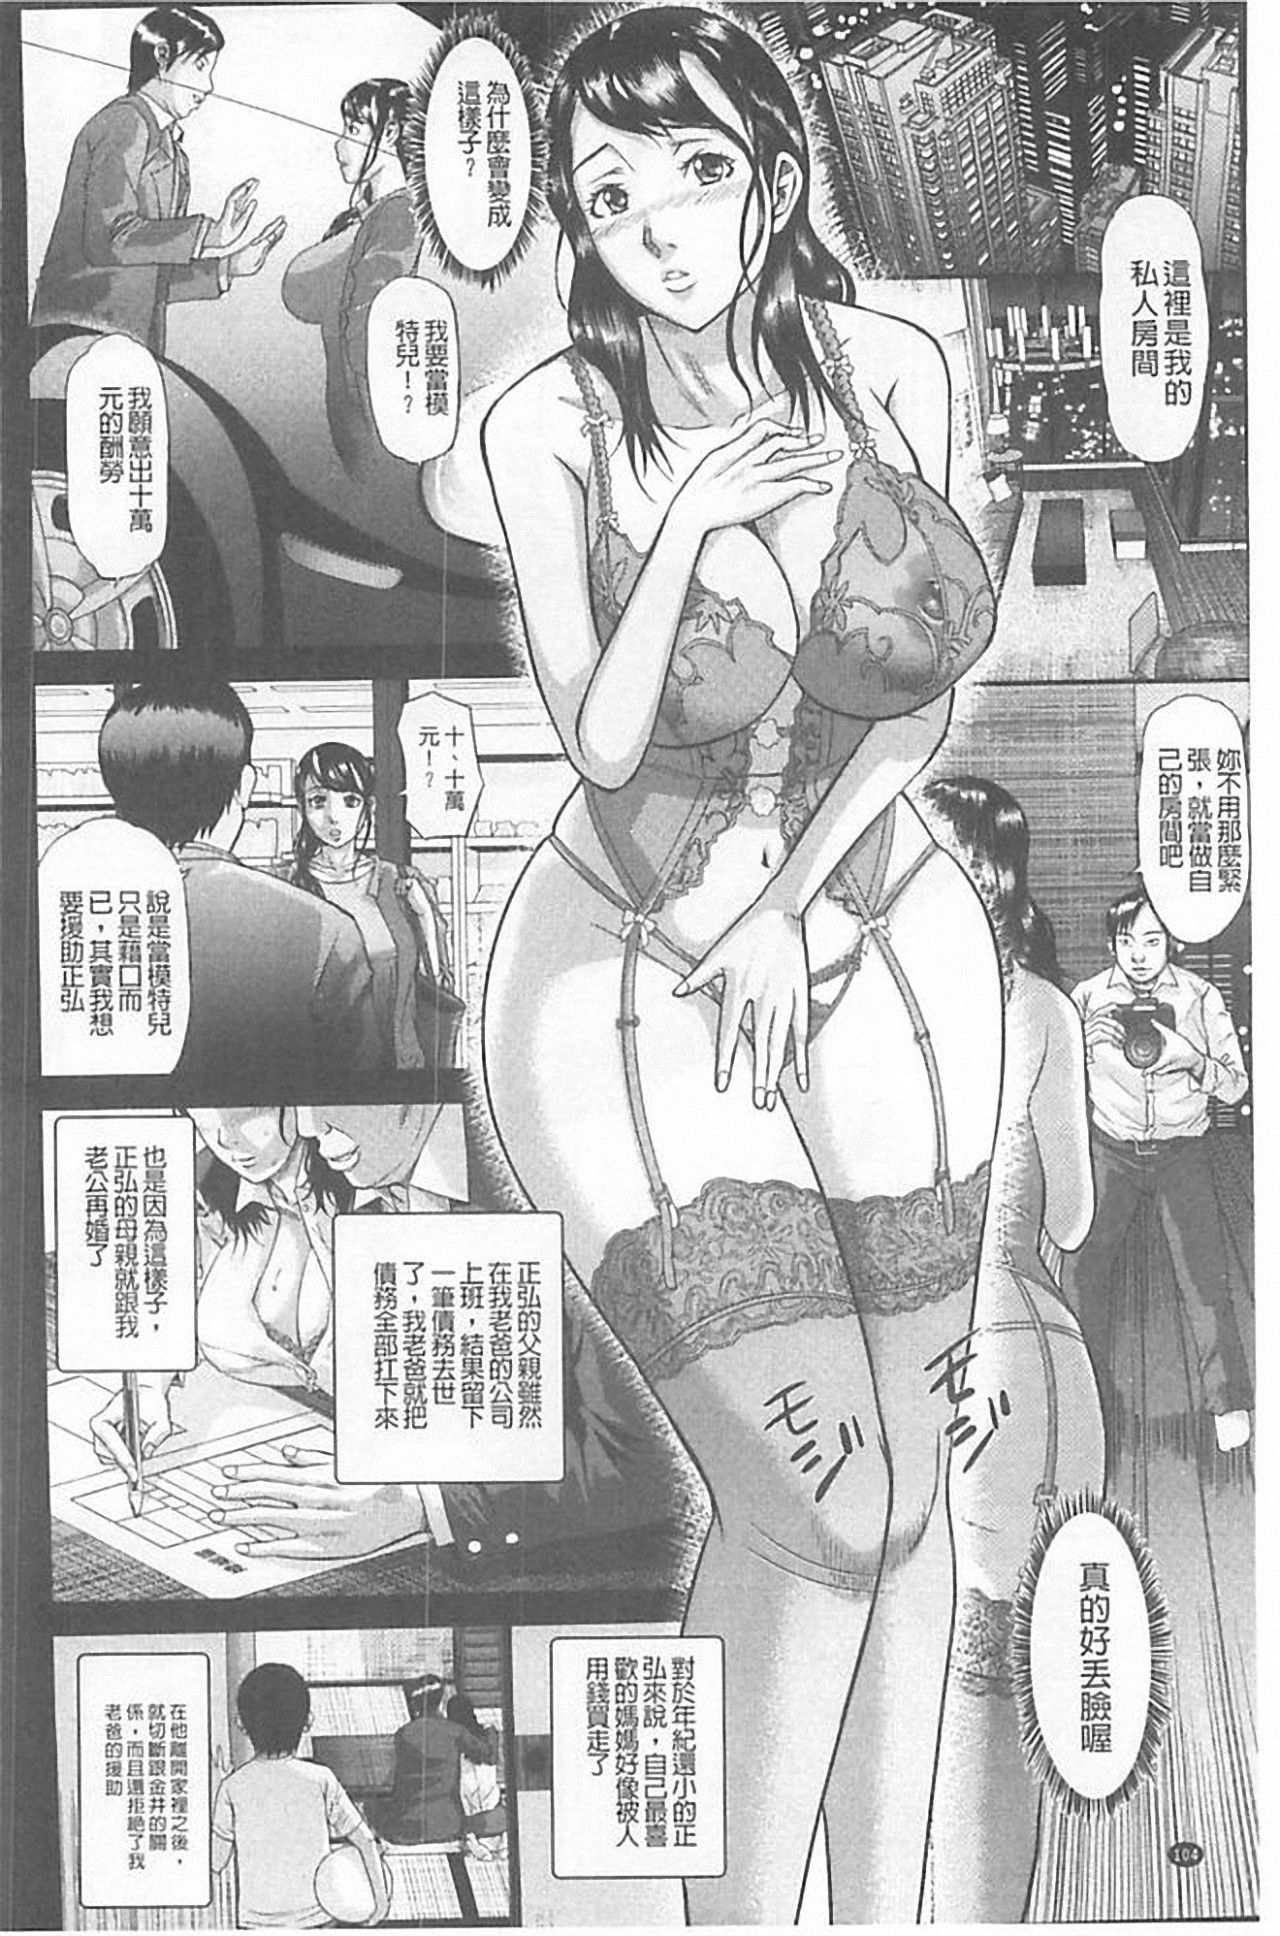 這裡是我的
私人房間
妳不用那麼緊
張，就當做自
己的房間吧
真的好丟臉喔
モジ
モジ
為什麼會變成
這樣子？
我要當模
特兒！？
我願意出十萬
元的酬勞
十、十萬
元！？
說是當模特兒
只是藉口而
已，其實我想
要援助正弘
正弘的父親雖然
在我老爸的公司
上班，結果留下
一筆債務去世
了，我老爸就把
債務全部扛下來
也是因為這樣子，
正弘的母親就跟我
老公再婚了
對於年紀還小的正
弘來說，自己最喜
歡的媽媽好像被人
用錢買走了
在他離開家裡之後，
就切斷跟金井的關
係，而且還拒絕了我
老爸的援助
104